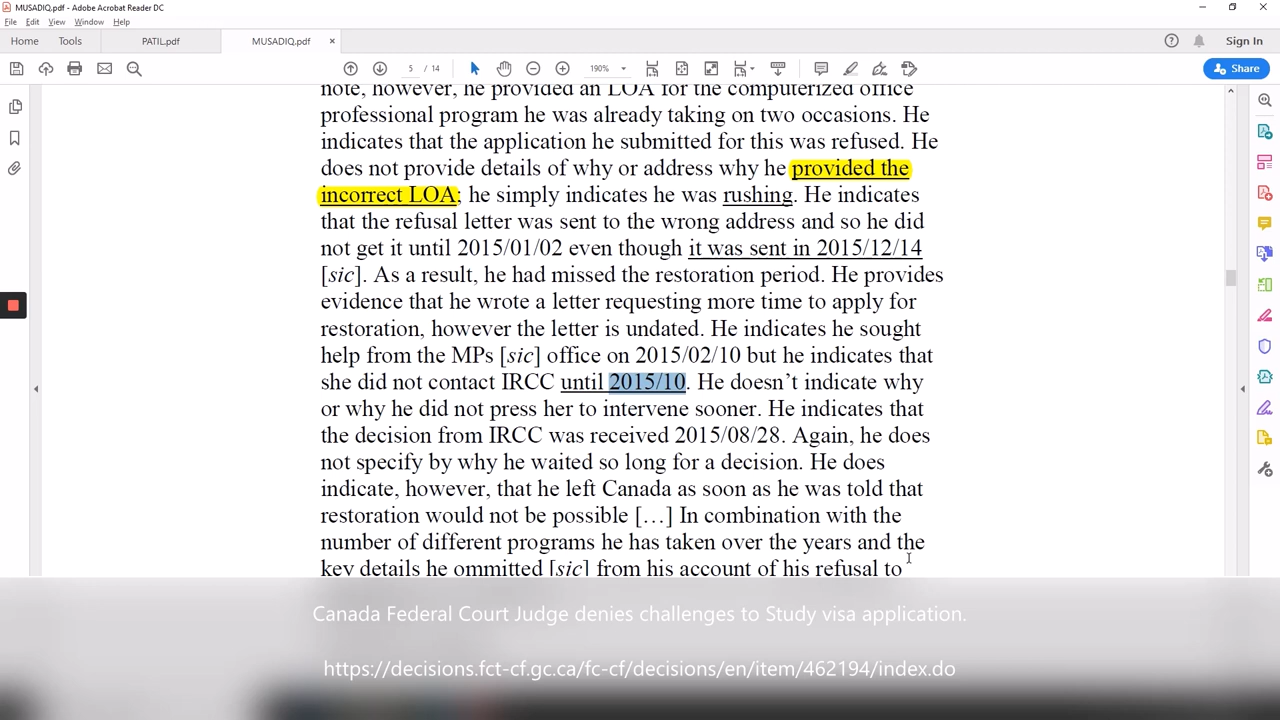 MUSADIQ.pdf - Adobe Acrobat Reader DC
File Edit View Window Help
Home Tools PATIL.pdf MUSADIQ.pdf × Sign In
5 / 14 190% Share
note, however, he provided an LOA for the computerized office
professional program he was already taking on two occasions. He
indicates that the application he submitted for this was refused. He
does not provide details of why or address why he provided the
incorrect LOA; he simply indicates he was rushing. He indicates
that the refusal letter was sent to the wrong address and so he did
not get it until 2015/01/02 even though it was sent in 2015/12/14
[sic]. As a result, he had missed the restoration period. He provides
evidence that he wrote a letter requesting more time to apply for
restoration, however the letter is undated. He indicates he sought
help from the MPs [sic] office on 2015/02/10 but he indicates that
she did not contact IRCC until 2015/10. He doesn’t indicate why
or why he did not press her to intervene sooner. He indicates that
the decision from IRCC was received 2015/08/28. Again, he does
not specify by why he waited so long for a decision. He does
indicate, however, that he left Canada as soon as he was told that
restoration would not be possible […] In combination with the
number of different programs he has taken over the years and the
key details he ommitted [sic] from his account of his refusal to
Canada Federal Court Judge denies challenges to Study visa application.
https://decisions.fct-cf.gc.ca/fc-cf/decisions/en/item/462194/index.do